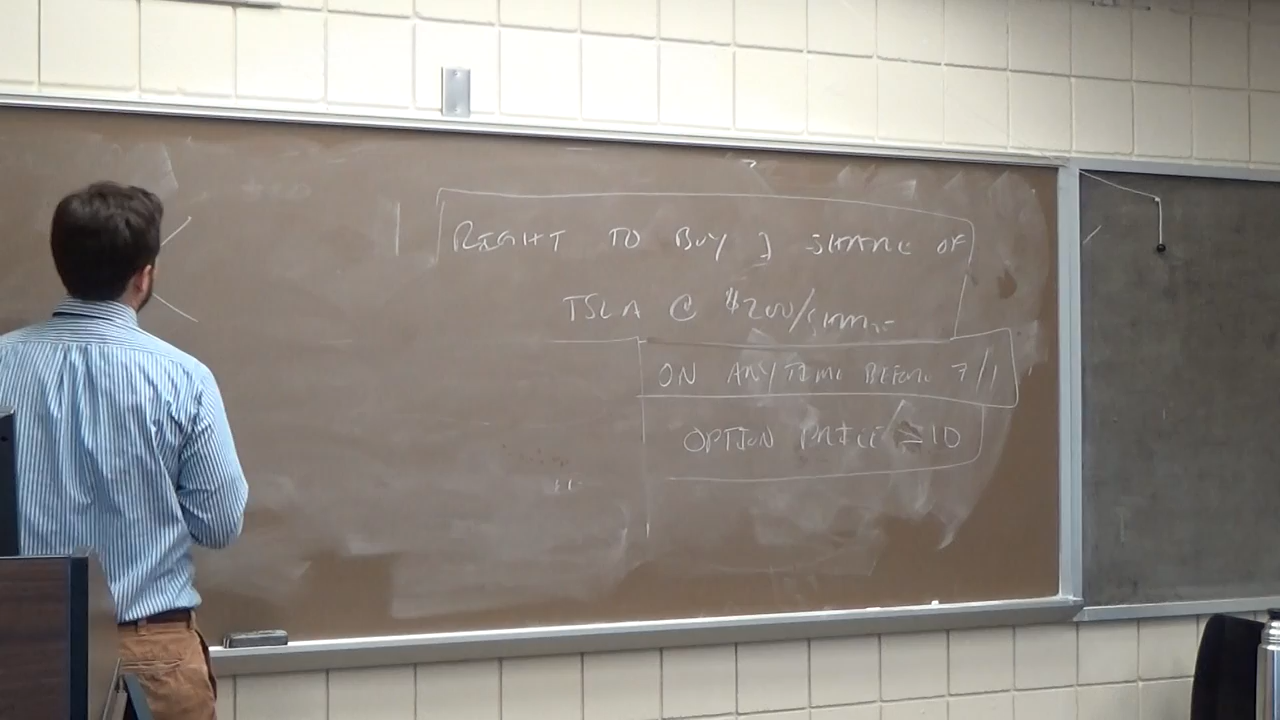 RIGHT TO BUY 1 SHARE OF
TSLA @ $200/SHARE
ON ANYTIME BEFORE 7/1
OPTION PRICE ≥10